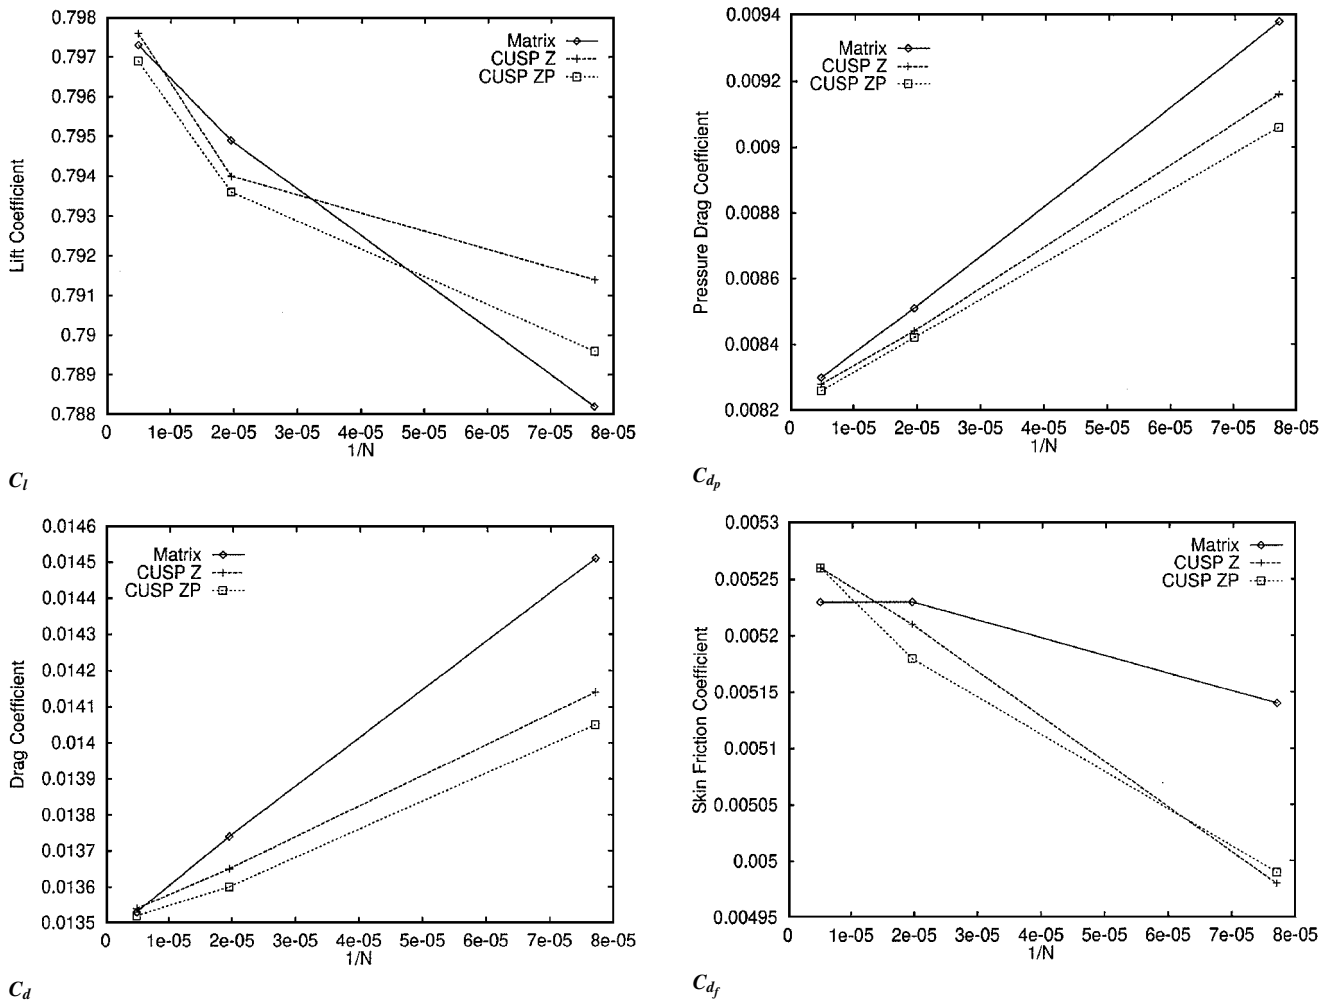 0.798
0.797
0.796
0.795
0.794
0.793
0.792
0.791
0.79
0.789
0.788
Lift Coefficient
Matrix
CUSP Z
CUSP ZP
0 1e-05 2e-05 3e-05 4e-05 5e-05 6e-05 7e-05 8e-05
1/N
C_l
0.0094
0.0092
0.009
0.0088
0.0086
0.0084
0.0082
Pressure Drag Coefficient
Matrix
CUSP Z
CUSP ZP
0 1e-05 2e-05 3e-05 4e-05 5e-05 6e-05 7e-05 8e-05
1/N
C_{d_p}
0.0146
0.0145
0.0144
0.0143
0.0142
0.0141
0.014
0.0139
0.0138
0.0137
0.0136
0.0135
Drag Coefficient
Matrix
CUSP Z
CUSP ZP
0 1e-05 2e-05 3e-05 4e-05 5e-05 6e-05 7e-05 8e-05
1/N
C_d
0.0053
0.00525
0.0052
0.00515
0.0051
0.00505
0.005
0.00495
Skin Friction Coefficient
Matrix
CUSP Z
CUSP ZP
0 1e-05 2e-05 3e-05 4e-05 5e-05 6e-05 7e-05 8e-05
1/N
C_{d_f}